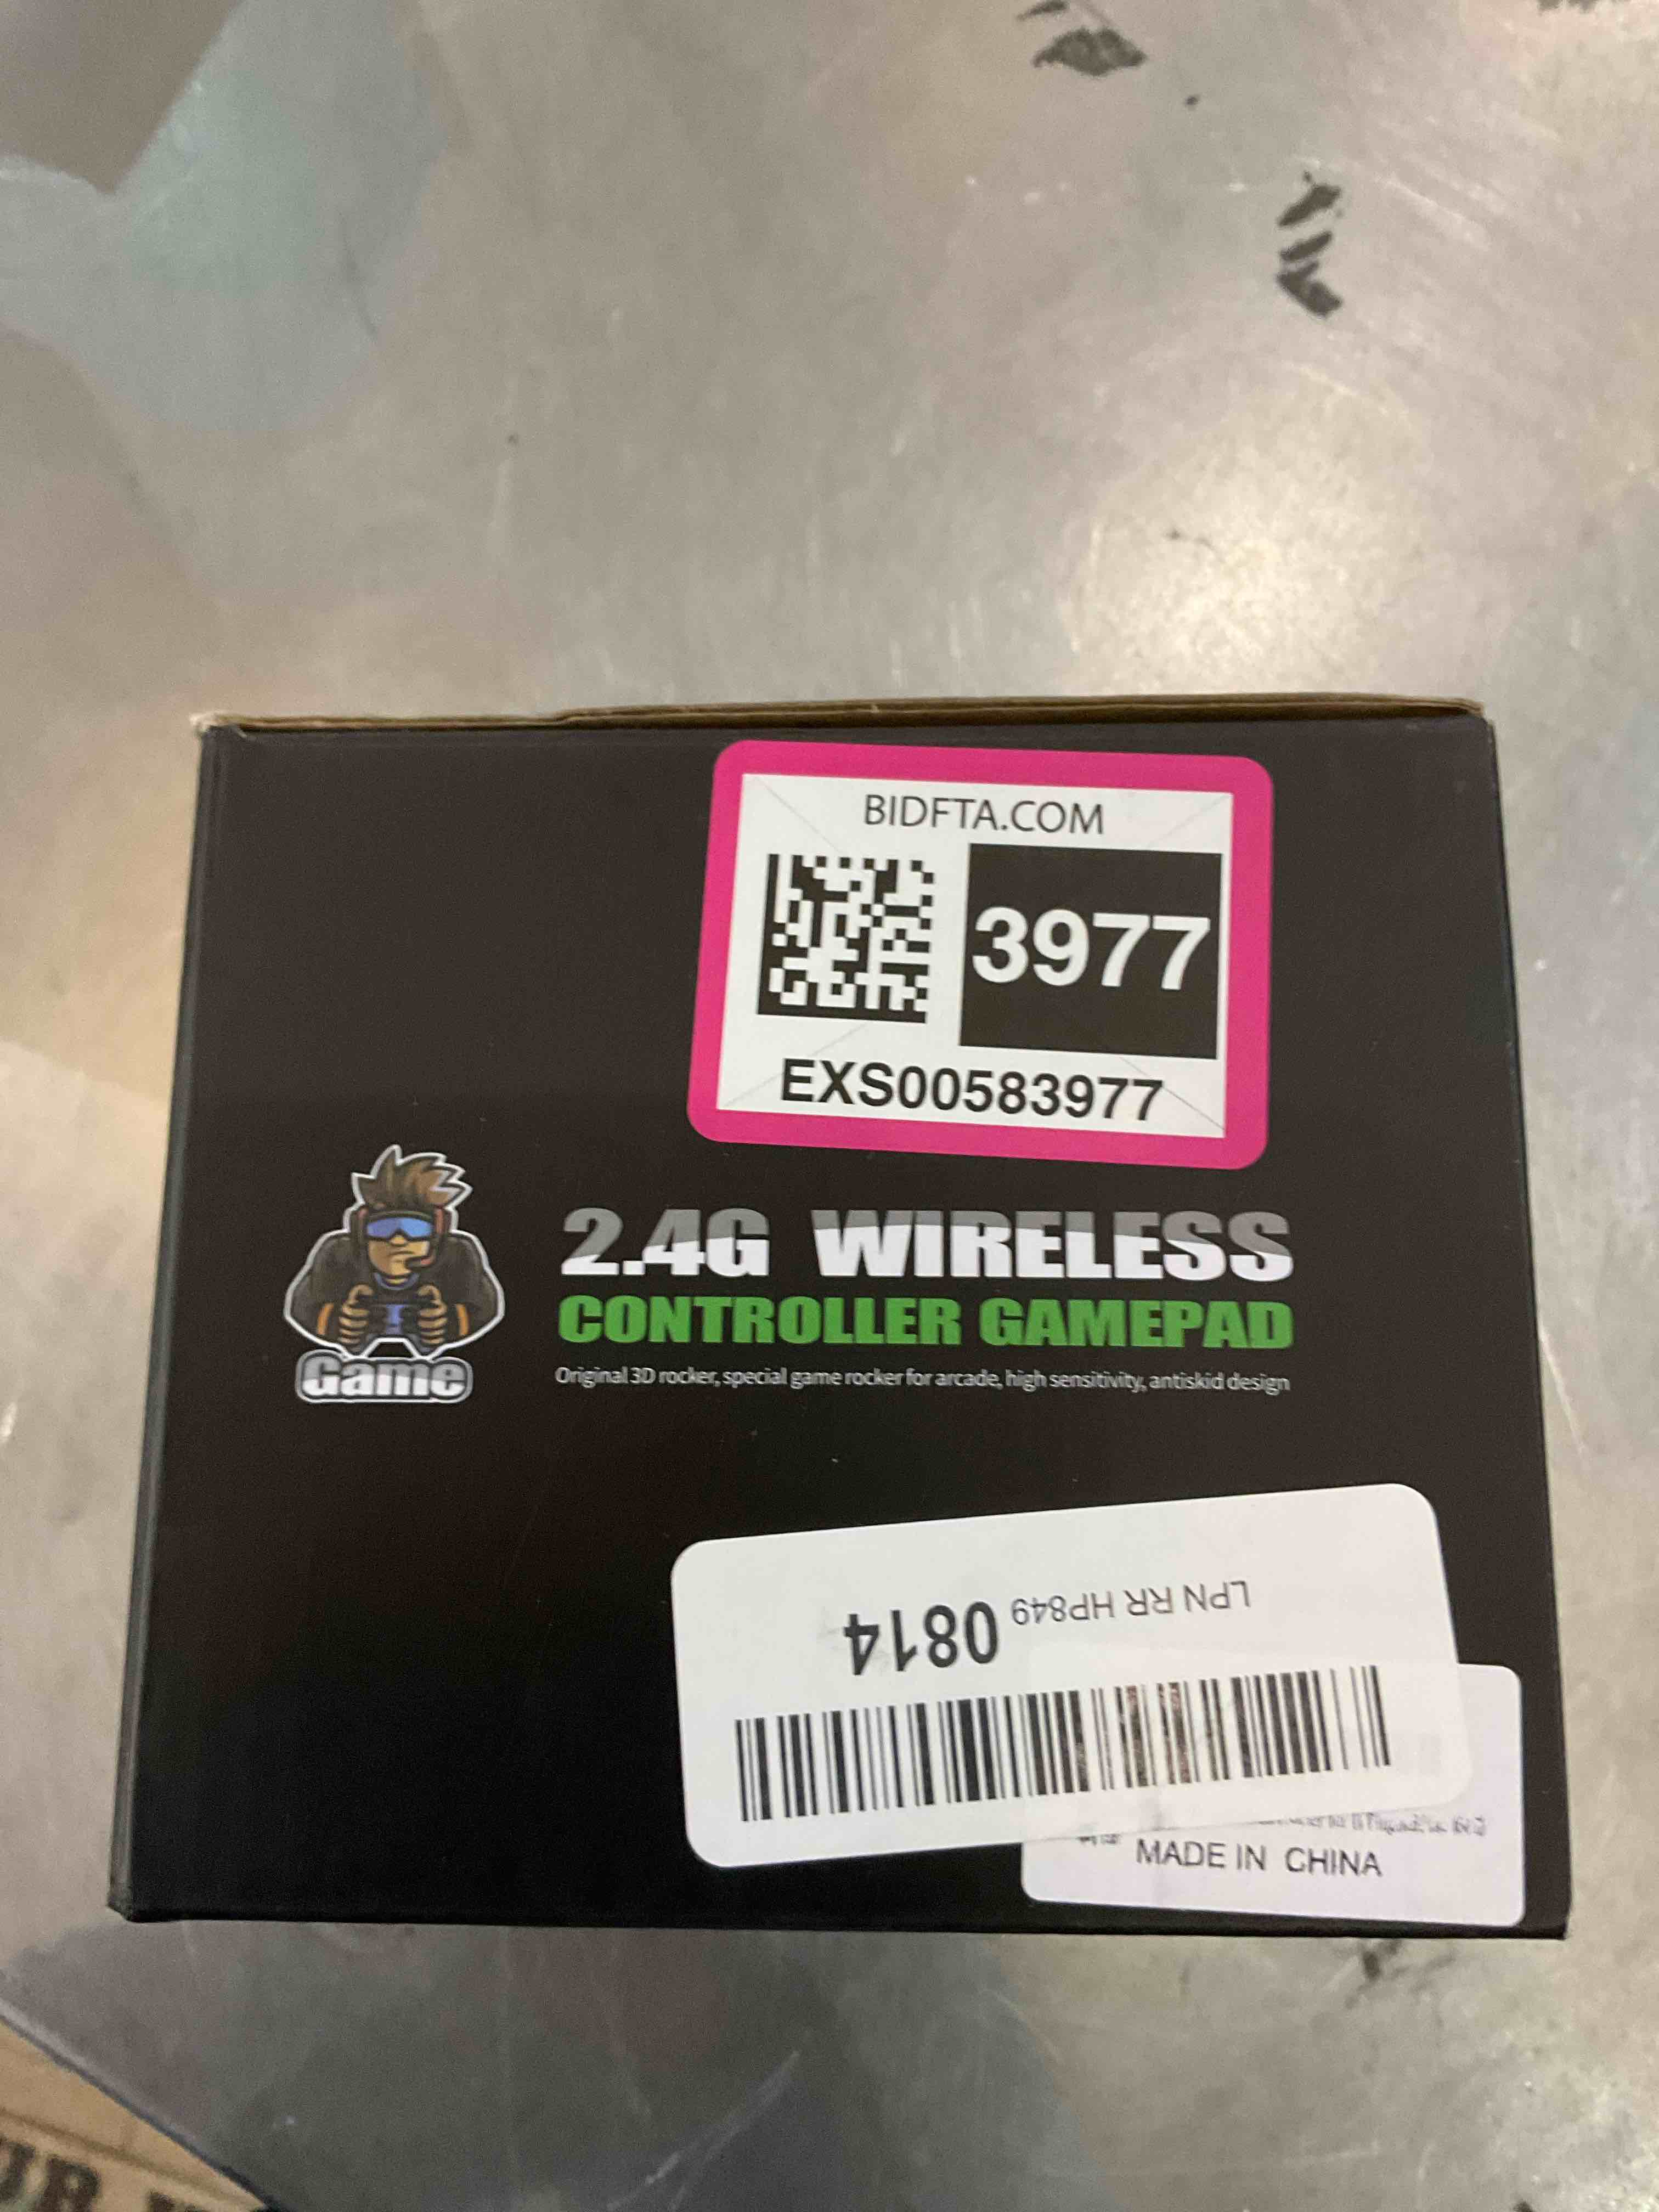 BIDFTA.COM
3977
EXS00583977
Game
2.4G WIRELESS
CONTROLLER GAMEPAD
Original 3D rocker, special game rocker for arcade, high sensitivity, antiskid design
LPN RR HP849 0814
MADE IN CHINA